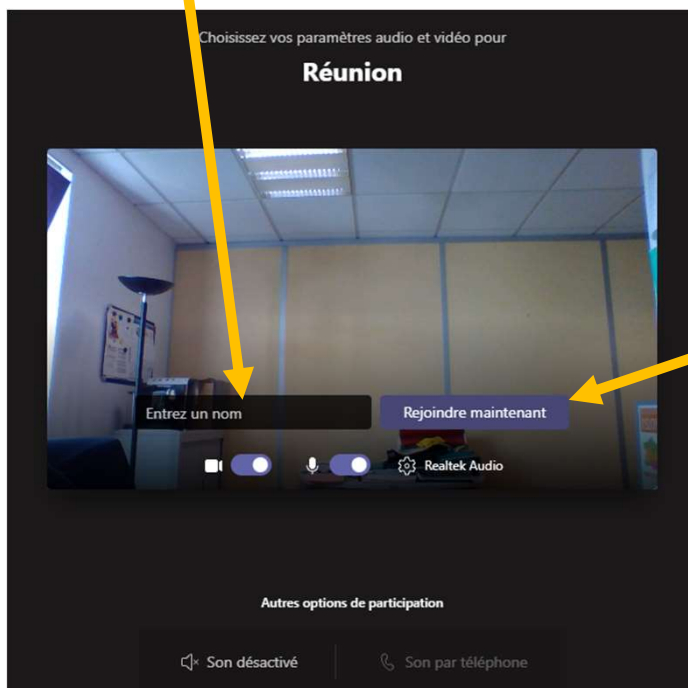 Choisissez vos paramètres audio et vidéo pour
Réunion
Entrez un nom
Rejoindre maintenant
Realtek Audio
Autres options de participation
Son désactivé
Son par téléphone